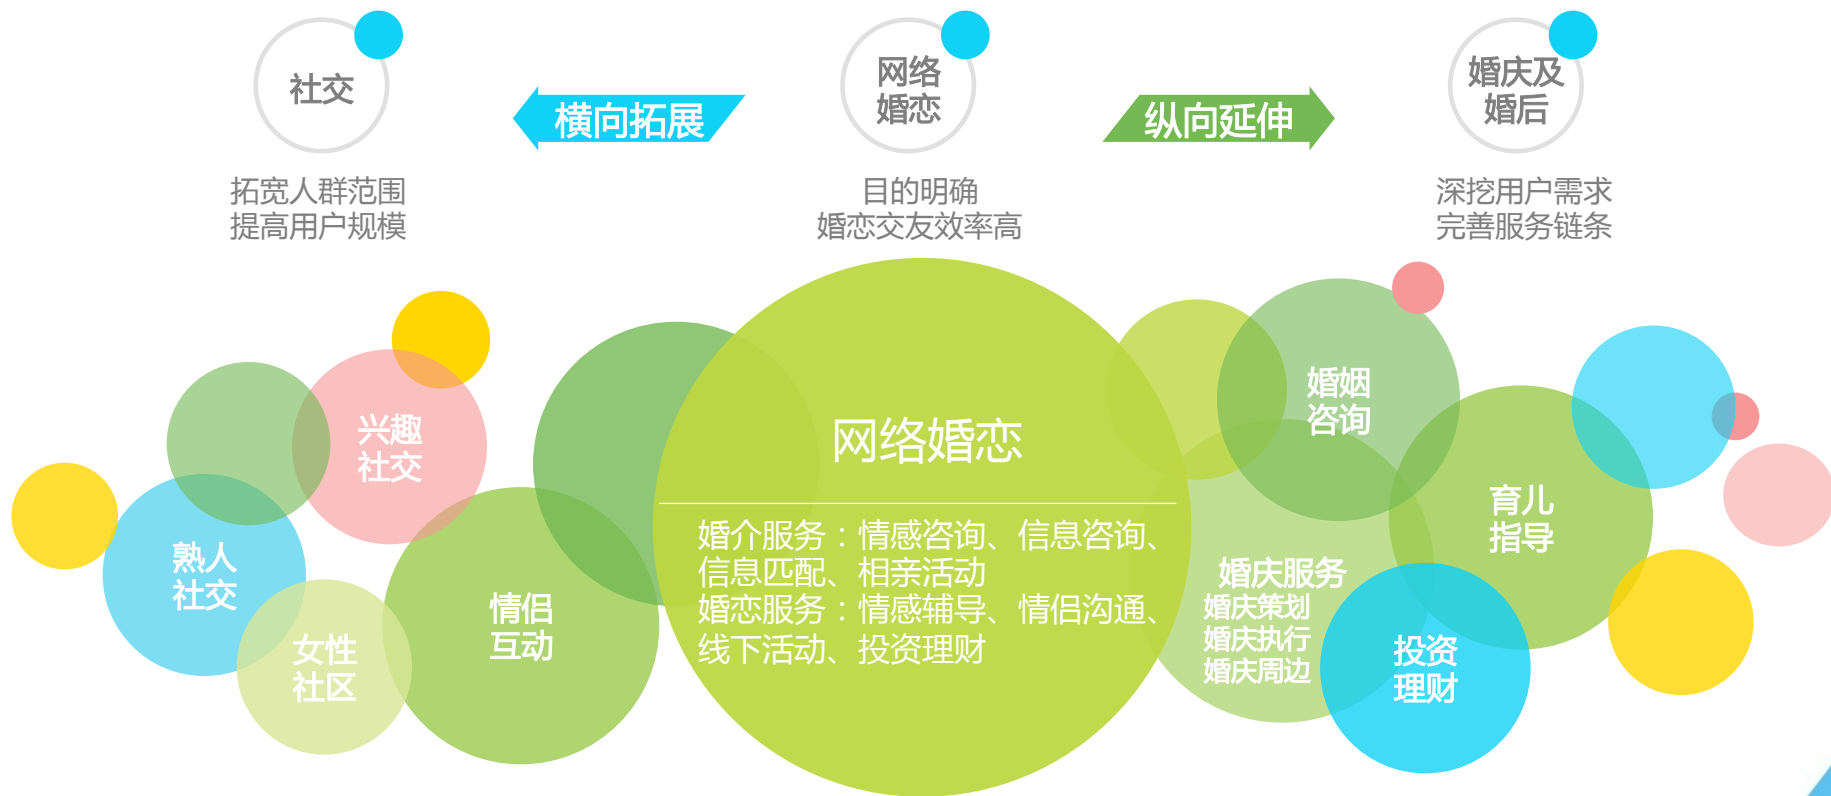 社交
横向拓展
网络
婚恋
纵向延伸
婚庆及
婚后
拓宽人群范围
提高用户规模
目的明确
婚恋交友效率高
深挖用户需求
完善服务链条
兴趣
社交
熟人
社交
女性
社区
情侣
互动
网络婚恋
婚介服务：情感咨询、信息咨询、
信息匹配、相亲活动
婚恋服务：情感辅导、情侣沟通、
线下活动、投资理财
婚姻
咨询
婚庆服务
婚庆策划
婚庆执行
婚庆周边
育儿
指导
投资
理财